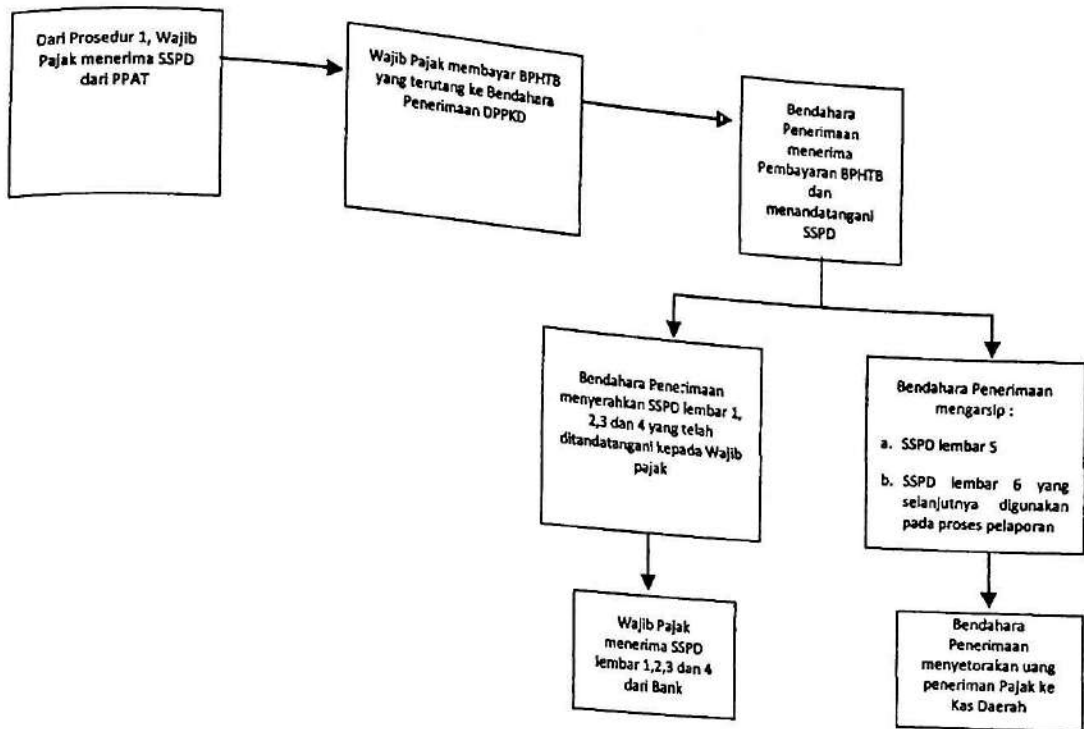 Dari Prosedur 1, Wajib
Pajak menerima SSPD
dari PPAT
Wajib Pajak membayar BPHTB
yang terutang ke Bendahara
Penerimaan DPPKD
Bendahara
Penerimaan
menerima
Pembayaran BPHTB
dan
menandatangani
SSPD
Bendahara Penerimaan
menyerahkan SSPD lembar 1,
2,3 dan 4 yang telah
ditandatangani kepada Wajib
pajak
Bendahara Penerimaan
mengarsip :
a. SSPD lembar 5
b. SSPD lembar 6 yang
selanjutnya digunakan
pada proses pelaporan
Wajib Pajak
menerima SSPD
lembar 1,2,3 dan 4
dari Bank
Bendahara
Penerimaan
menyetorakan uang
peneriman Pajak ke
Kas Daerah